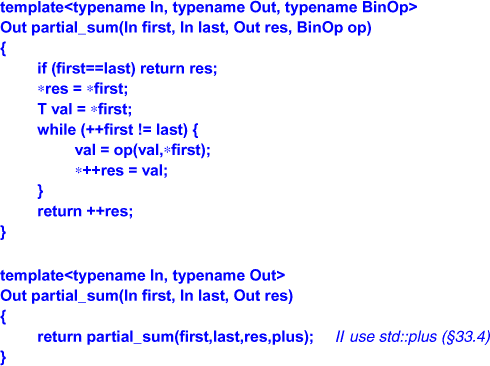 template<typename In, typename Out, typename BinOp>
Out partial_sum(In first, In last, Out res, BinOp op)
{
if (first==last) return res;
*res = *first;
T val = *first;
while (++first != last) {
val = op(val,*first);
*++res = val;
}
return ++res;
}
template<typename In, typename Out>
Out partial_sum(In first, In last, Out res)
{
return partial_sum(first,last,res,plus); // use std::plus (§33.4)
}